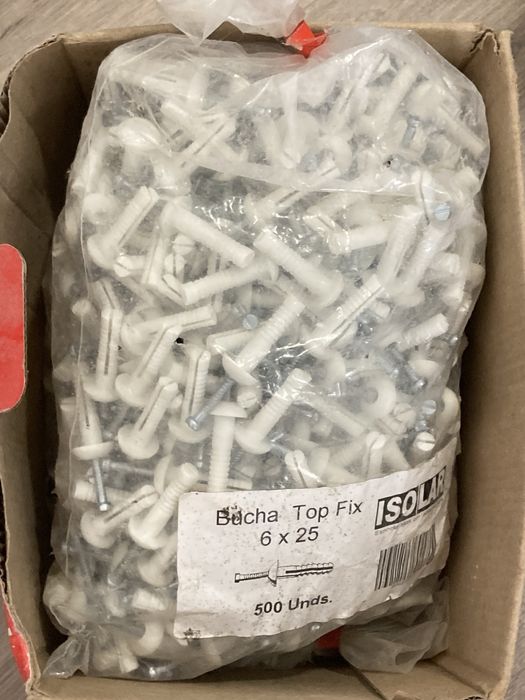 Bucha Top Fix
6 x 25
ISOLAR
500 Unds.